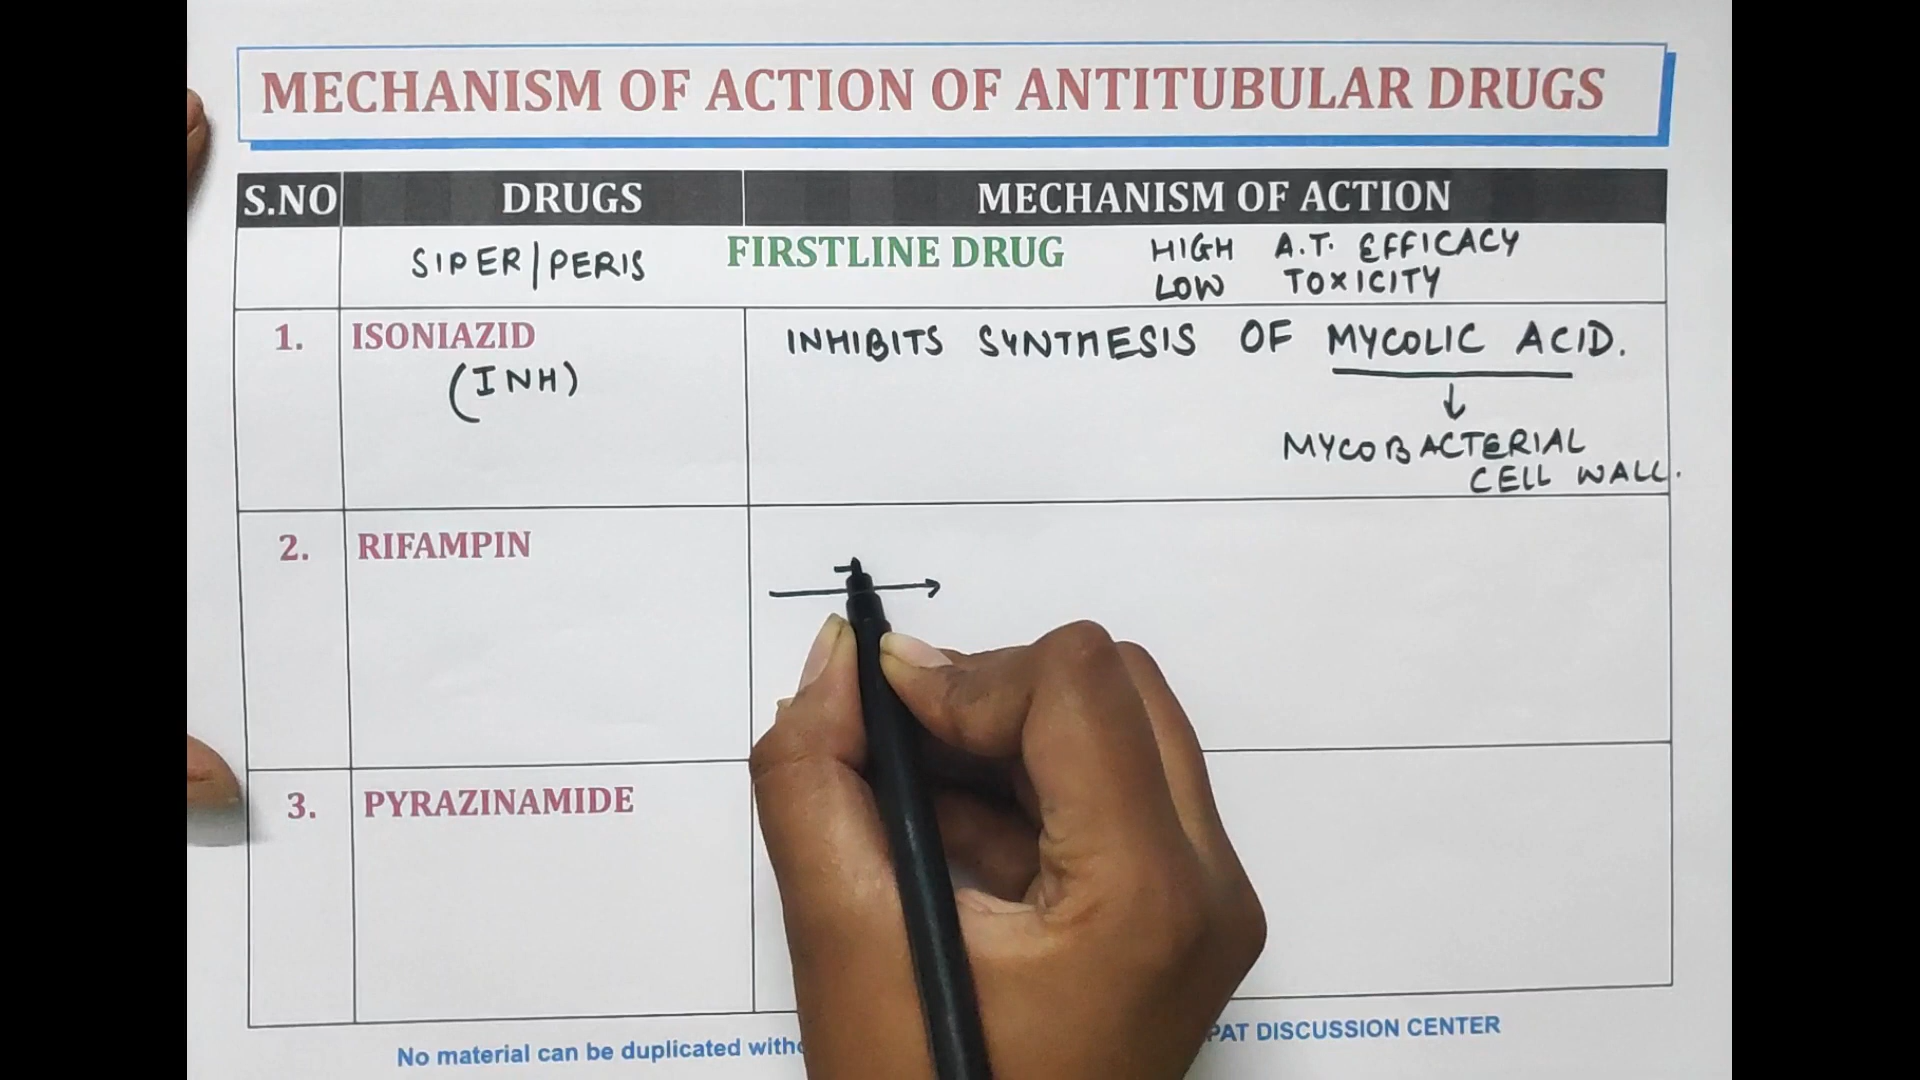 MECHANISM OF ACTION OF ANTITUBULAR DRUGS
S.NO DRUGS MECHANISM OF ACTION
SIPER/PERIS FIRSTLINE DRUG HIGH A.T. EFFICACY
LOW TOXICITY
1. ISONIAZID INHIBITS SYNTHESIS OF MYCOLIC ACID.
(INH)
↓
MYCOBACTERIAL
CELL WALL.
2. RIFAMPIN
3. PYRAZINAMIDE
No material can be duplicated PAT DISCUSSION CENTER